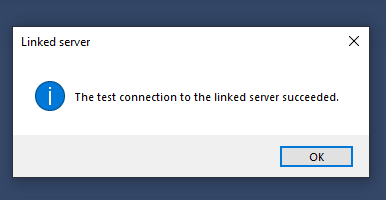 Linked server
The test connection to the linked server succeeded.
OK